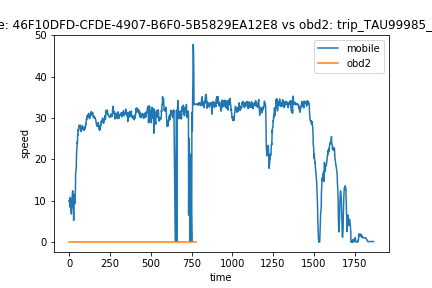 e: 46F10DFD-CFDE-4907-B6F0-5B5829EA12E8 vs obd2: trip_TAU99985_
mobile
obd2
50
40
30
20
10
0
speed
0 250 500 750 1000 1250 1500 1750
time